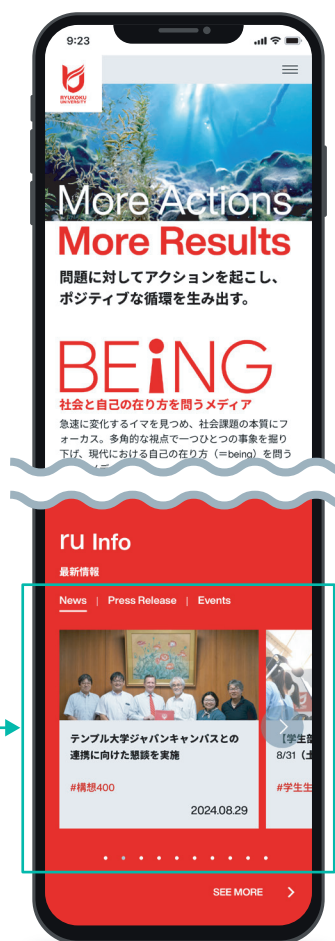 9:23
RYUKOKU
UNIVERSITY
More Actions
More Results
問題に対してアクションを起こし、
ポジティブな循環を生み出す。
BEiNG
社会と自己の在り方を問うメディア
急速に変化するイマを見つめ、社会課題の本質にフ
ォーカス。多角的な視点で一つひとつの事象を掘り
下げ、現代における自己の在り方（＝being）を問う
ru Info
最新情報
News | Press Release | Events
テンプル大学ジャパンキャンパスとの
連携に向けた懇談を実施
#構想400
2024.08.29
【学生
8/31（土
#学生生
SEE MORE